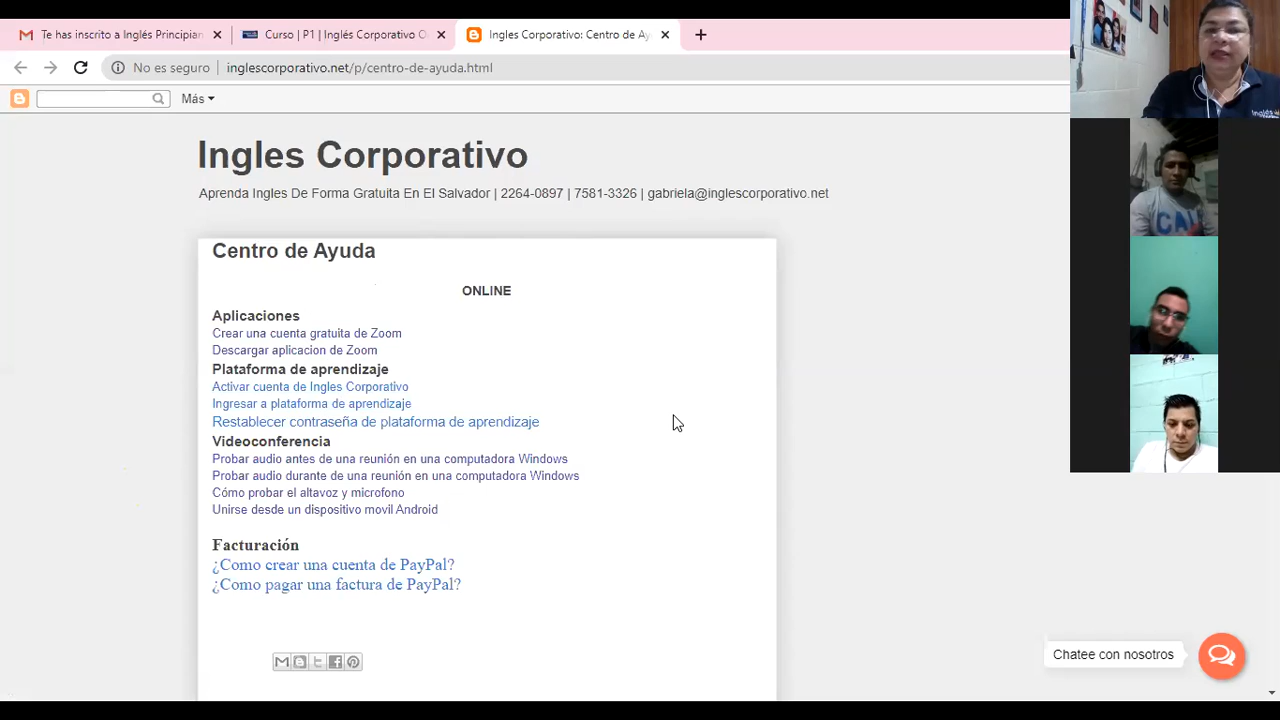 Te has inscrito a Inglés Principian
Curso | P1 | Inglés Corporativo O
Ingles Corporativo: Centro de Ay
No es seguro
inglescorporativo.net/p/centro-de-ayuda.html
Más
Ingles Corporativo
Aprenda Ingles De Forma Gratuita En El Salvador | 2264-0897 | 7581-3326 | gabriela@inglescorporativo.net
Centro de Ayuda
ONLINE
Aplicaciones
Crear una cuenta gratuita de Zoom
Descargar aplicacion de Zoom
Plataforma de aprendizaje
Activar cuenta de Ingles Corporativo
Ingresar a plataforma de aprendizaje
Restablecer contraseña de plataforma de aprendizaje
Videoconferencia
Probar audio antes de una reunión en una computadora Windows
Probar audio durante de una reunión en una computadora Windows
Cómo probar el altavoz y microfono
Unirse desde un dispositivo movil Android
Facturación
¿Como crear una cuenta de PayPal?
¿Como pagar una factura de PayPal?
Chatee con nosotros